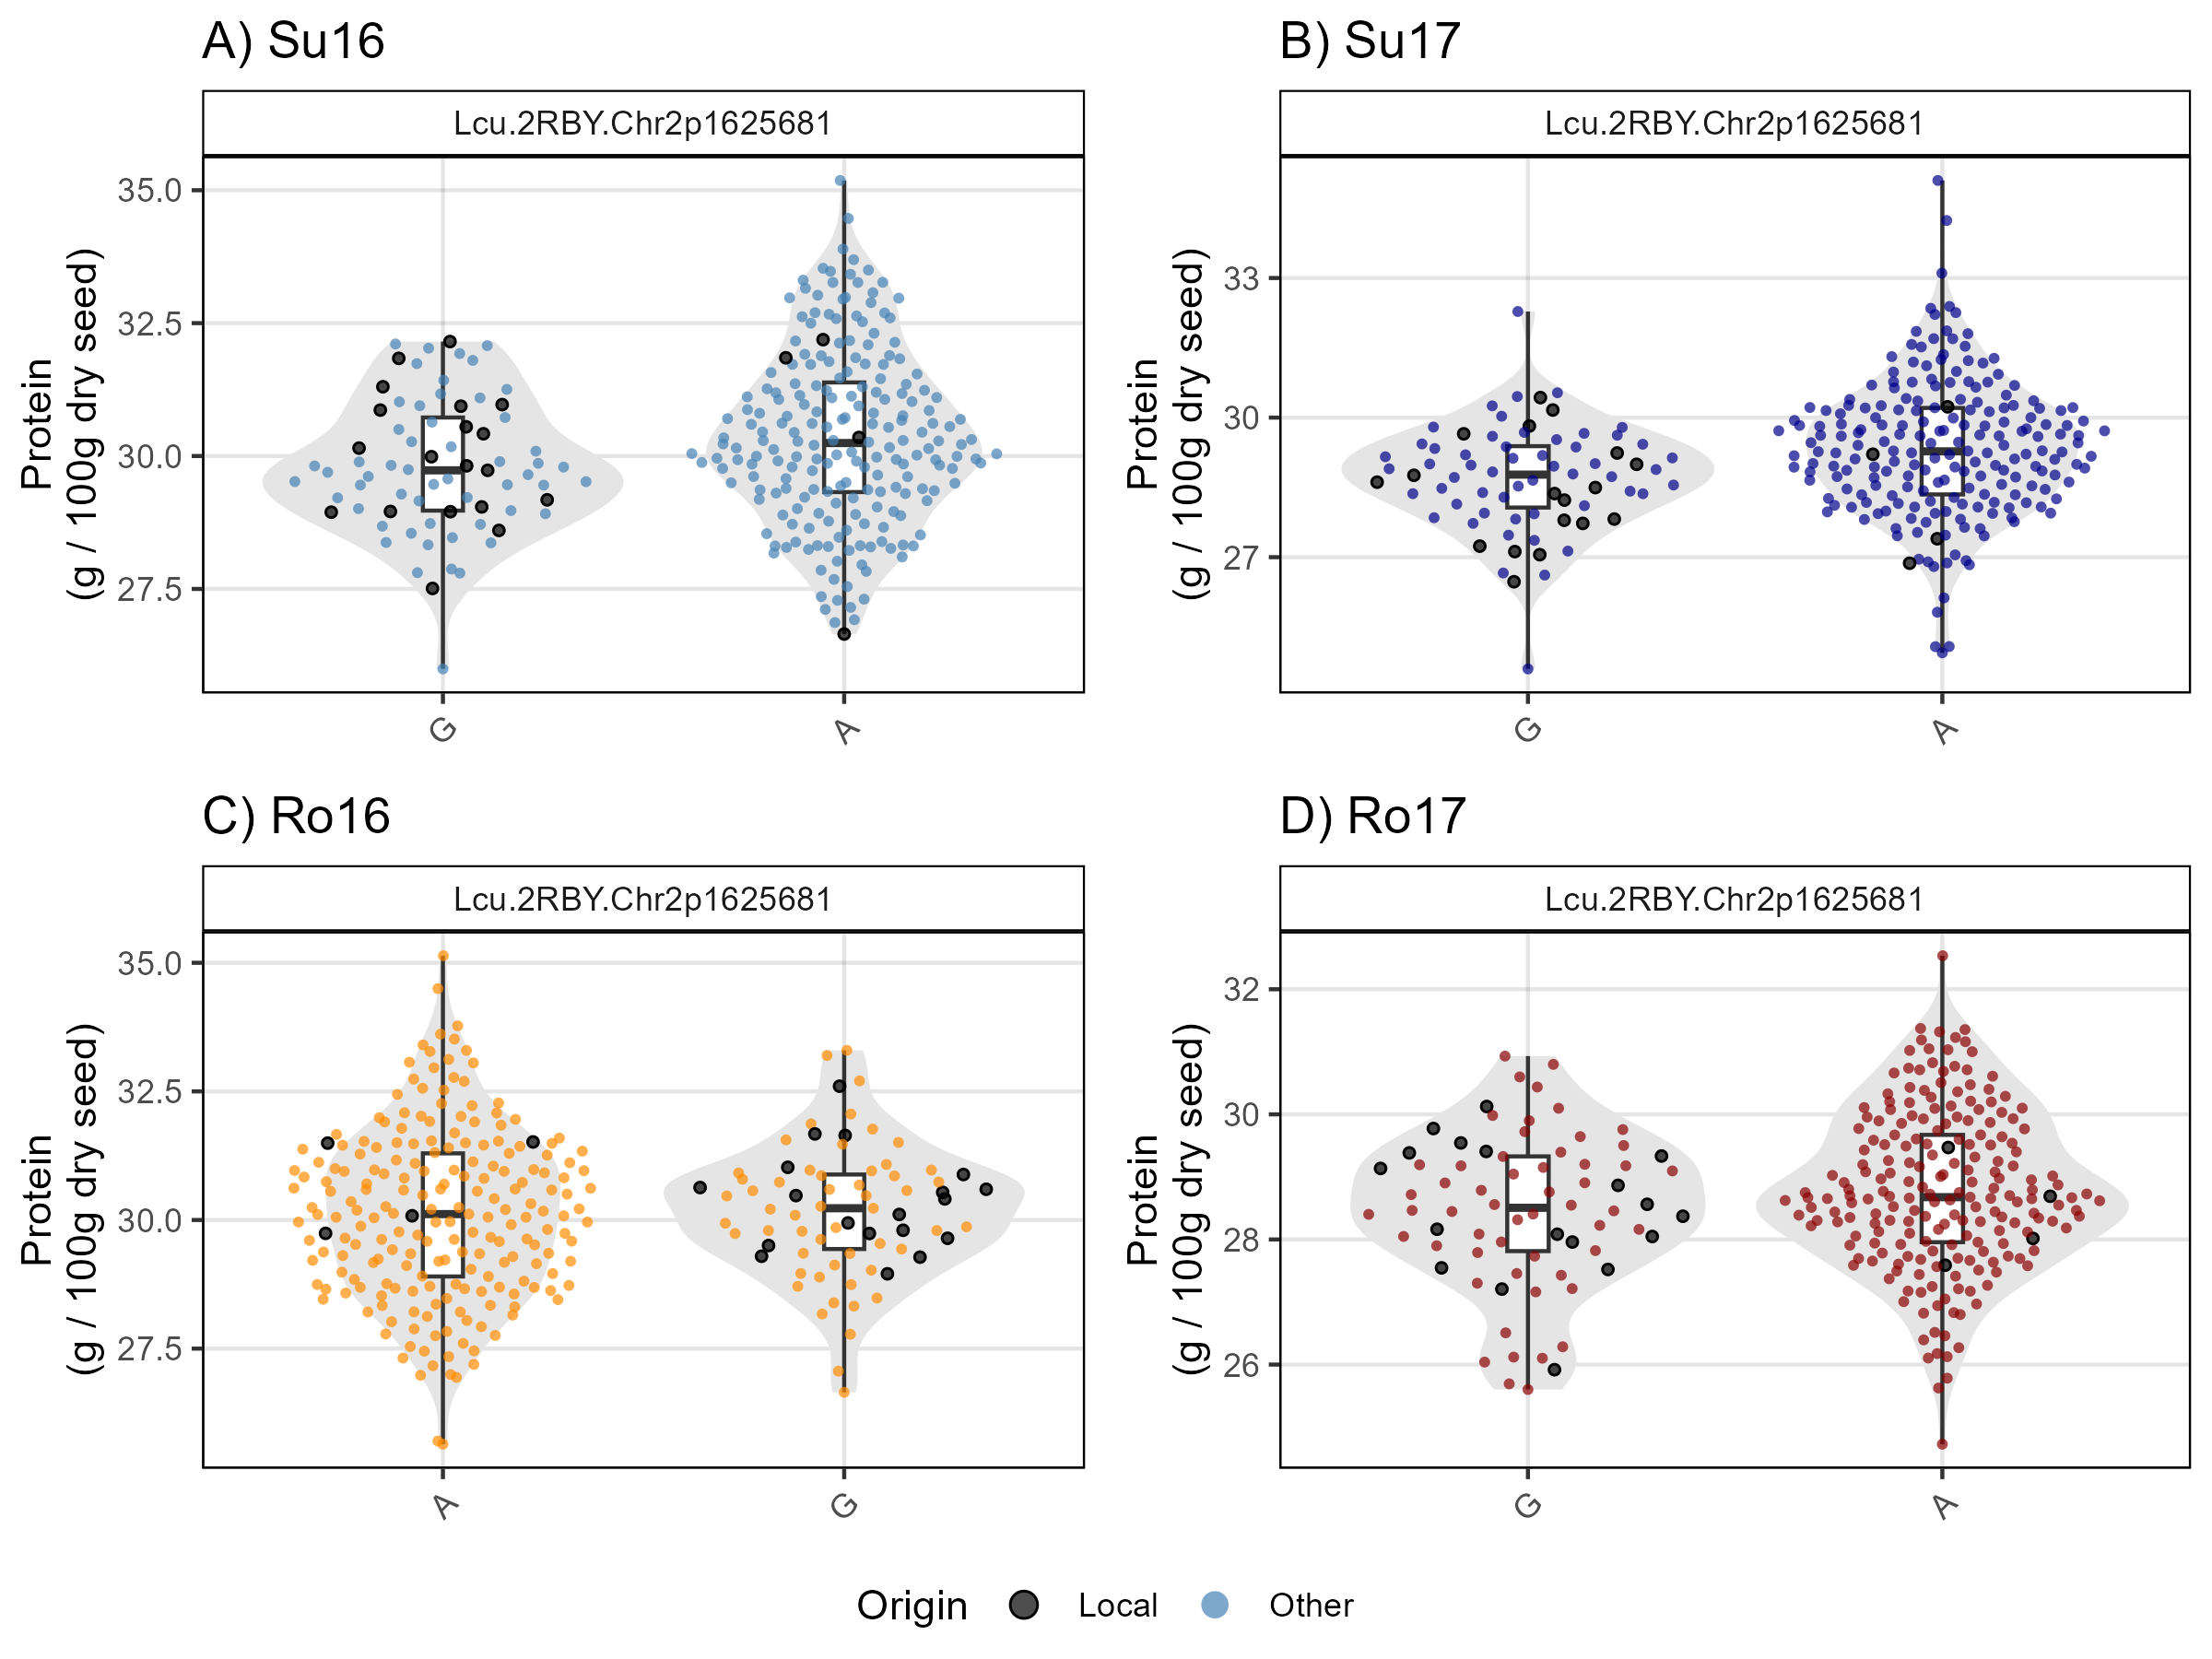 A) Su16
Lcu.2RBY.Chr2p1625681
Protein
(g / 100g dry seed)
35.0
32.5
30.0
27.5
G
A
B) Su17
Lcu.2RBY.Chr2p1625681
Protein
(g / 100g dry seed)
33
30
27
G
A
C) Ro16
Lcu.2RBY.Chr2p1625681
Protein
(g / 100g dry seed)
35.0
32.5
30.0
27.5
A
G
D) Ro17
Lcu.2RBY.Chr2p1625681
Protein
(g / 100g dry seed)
32
30
28
26
G
A
Origin Local Other